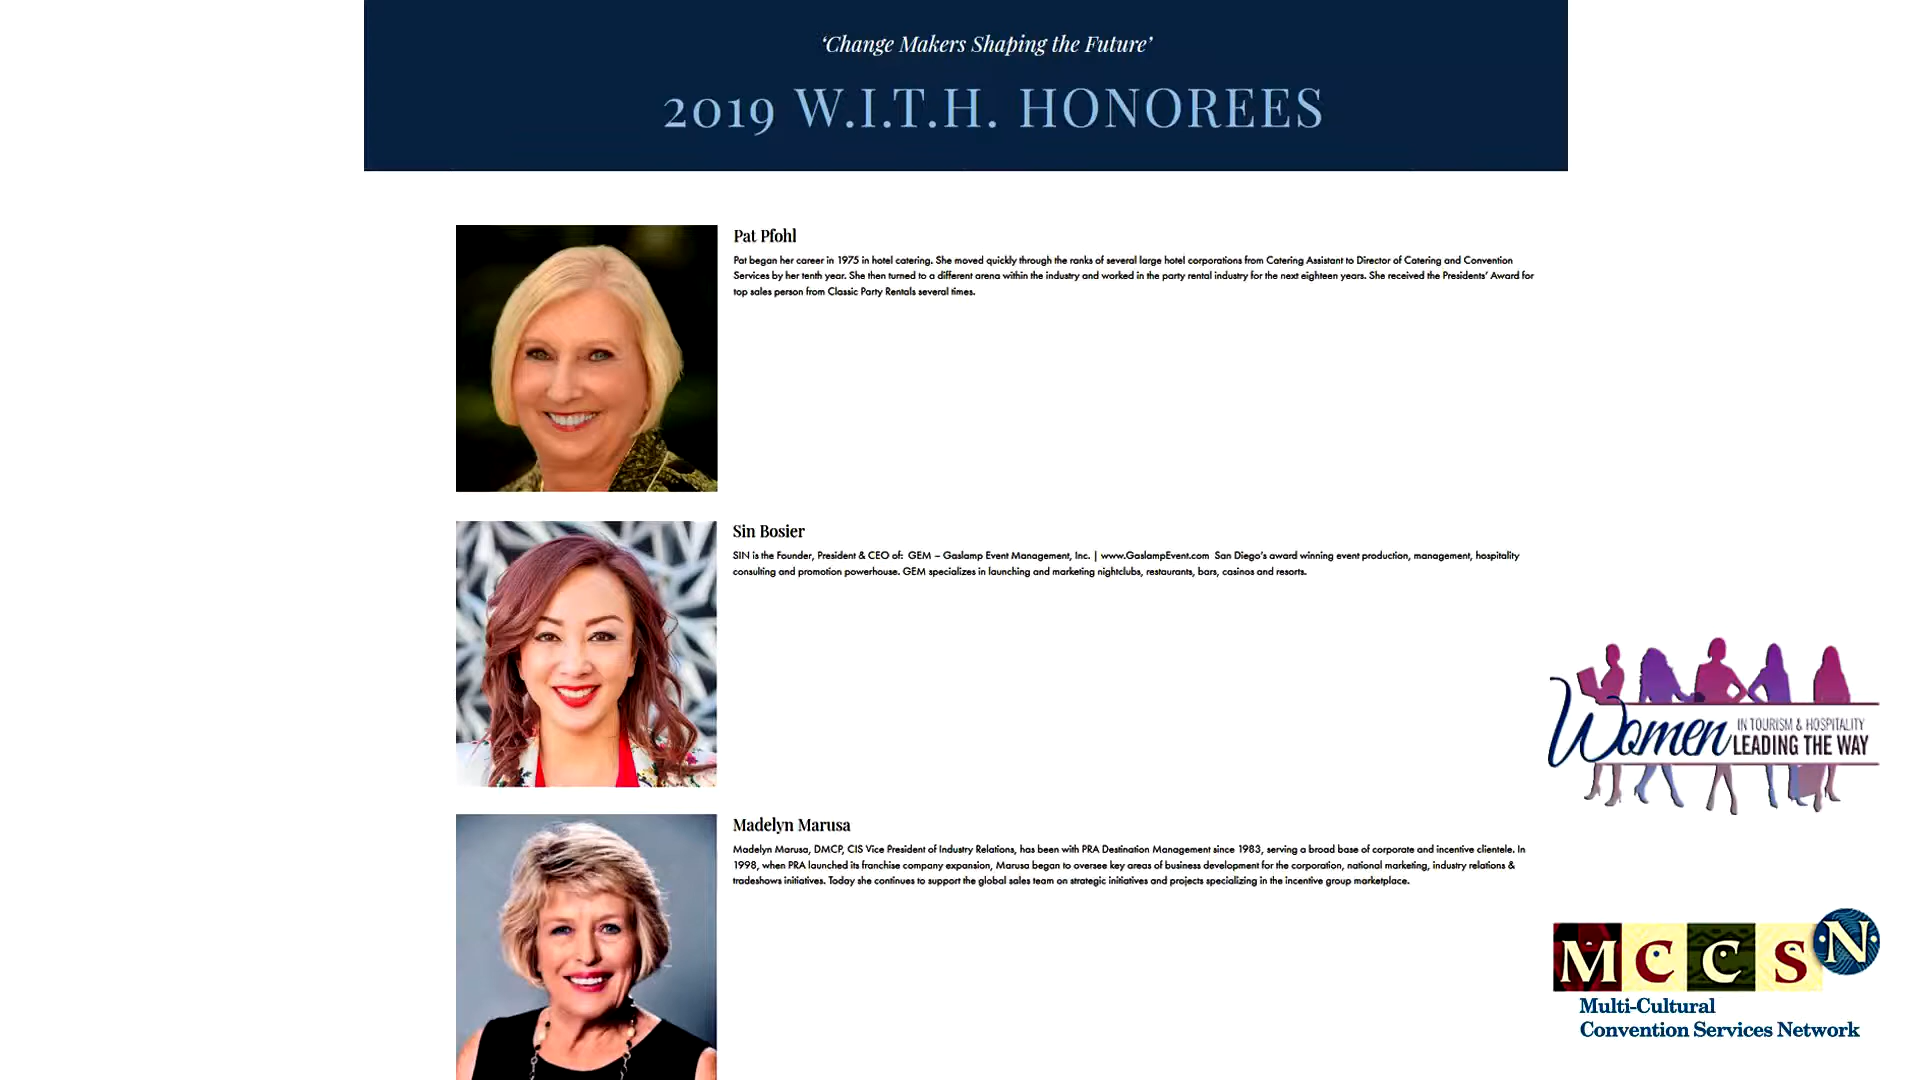 ‘Change Makers Shaping the Future’
2019 W.I.T.H. HONOREES
Pat Pfohl
Pat began her career in 1975 in hotel catering. She moved quickly through the ranks of several large hotel corporations from Catering Assistant to Director of Catering and Convention
Services by her tenth year. She then turned to a different arena within the industry and worked in the party rental industry for the next eighteen years. She received the Presidents’ Award for
top sales person from Classic Party Rentals several times.
Sin Bosier
SIN is the Founder, President & CEO of: GEM – Gaslamp Event Management, Inc. | www.GaslampEvent.com San Diego’s award winning event production, management, hospitality
consulting and promotion powerhouse. GEM specializes in launching and marketing nightclubs, restaurants, bars, casinos and resorts.
Madelyn Marusa
Madelyn Marusa, DMCP, CIS Vice President of Industry Relations, has been with PRA Destination Management since 1983, serving a broad base of corporate and incentive clientele. In
1998, when PRA launched its franchise company expansion, Marusa began to oversee key areas of business development for the corporation, national marketing, industry relations &
tradeshows initiatives. Today she continues to support the global sales team on strategic initiatives and projects specializing in the incentive group marketplace.
Women IN TOURISM & HOSPITALITY
LEADING THE WAY
MCCSN
Multi-Cultural
Convention Services Network